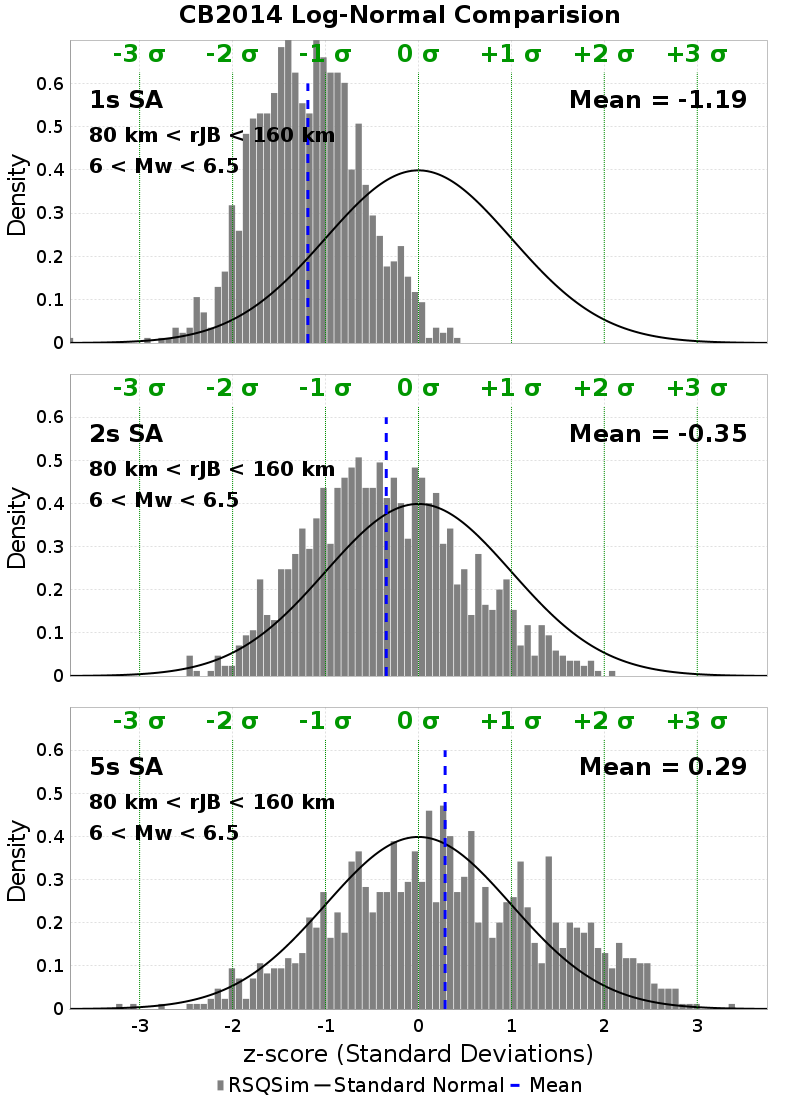 CB2014 Log-Normal Comparision
-3 σ -2 σ -1 σ 0 σ +1 σ +2 σ +3 σ
1s SA
Mean = -1.19
80 km < rJB < 160 km
6 < Mw < 6.5
0.6
0.5
0.4
0.3
0.2
0.1
0
Density
-3 σ -2 σ -1 σ 0 σ +1 σ +2 σ +3 σ
2s SA
Mean = -0.35
80 km < rJB < 160 km
6 < Mw < 6.5
0.6
0.5
0.4
0.3
0.2
0.1
0
Density
-3 σ -2 σ -1 σ 0 σ +1 σ +2 σ +3 σ
5s SA
Mean = 0.29
80 km < rJB < 160 km
6 < Mw < 6.5
0.6
0.5
0.4
0.3
0.2
0.1
0
Density
-3 -2 -1 0 1 2 3
z-score (Standard Deviations)
RSQSim Standard Normal Mean